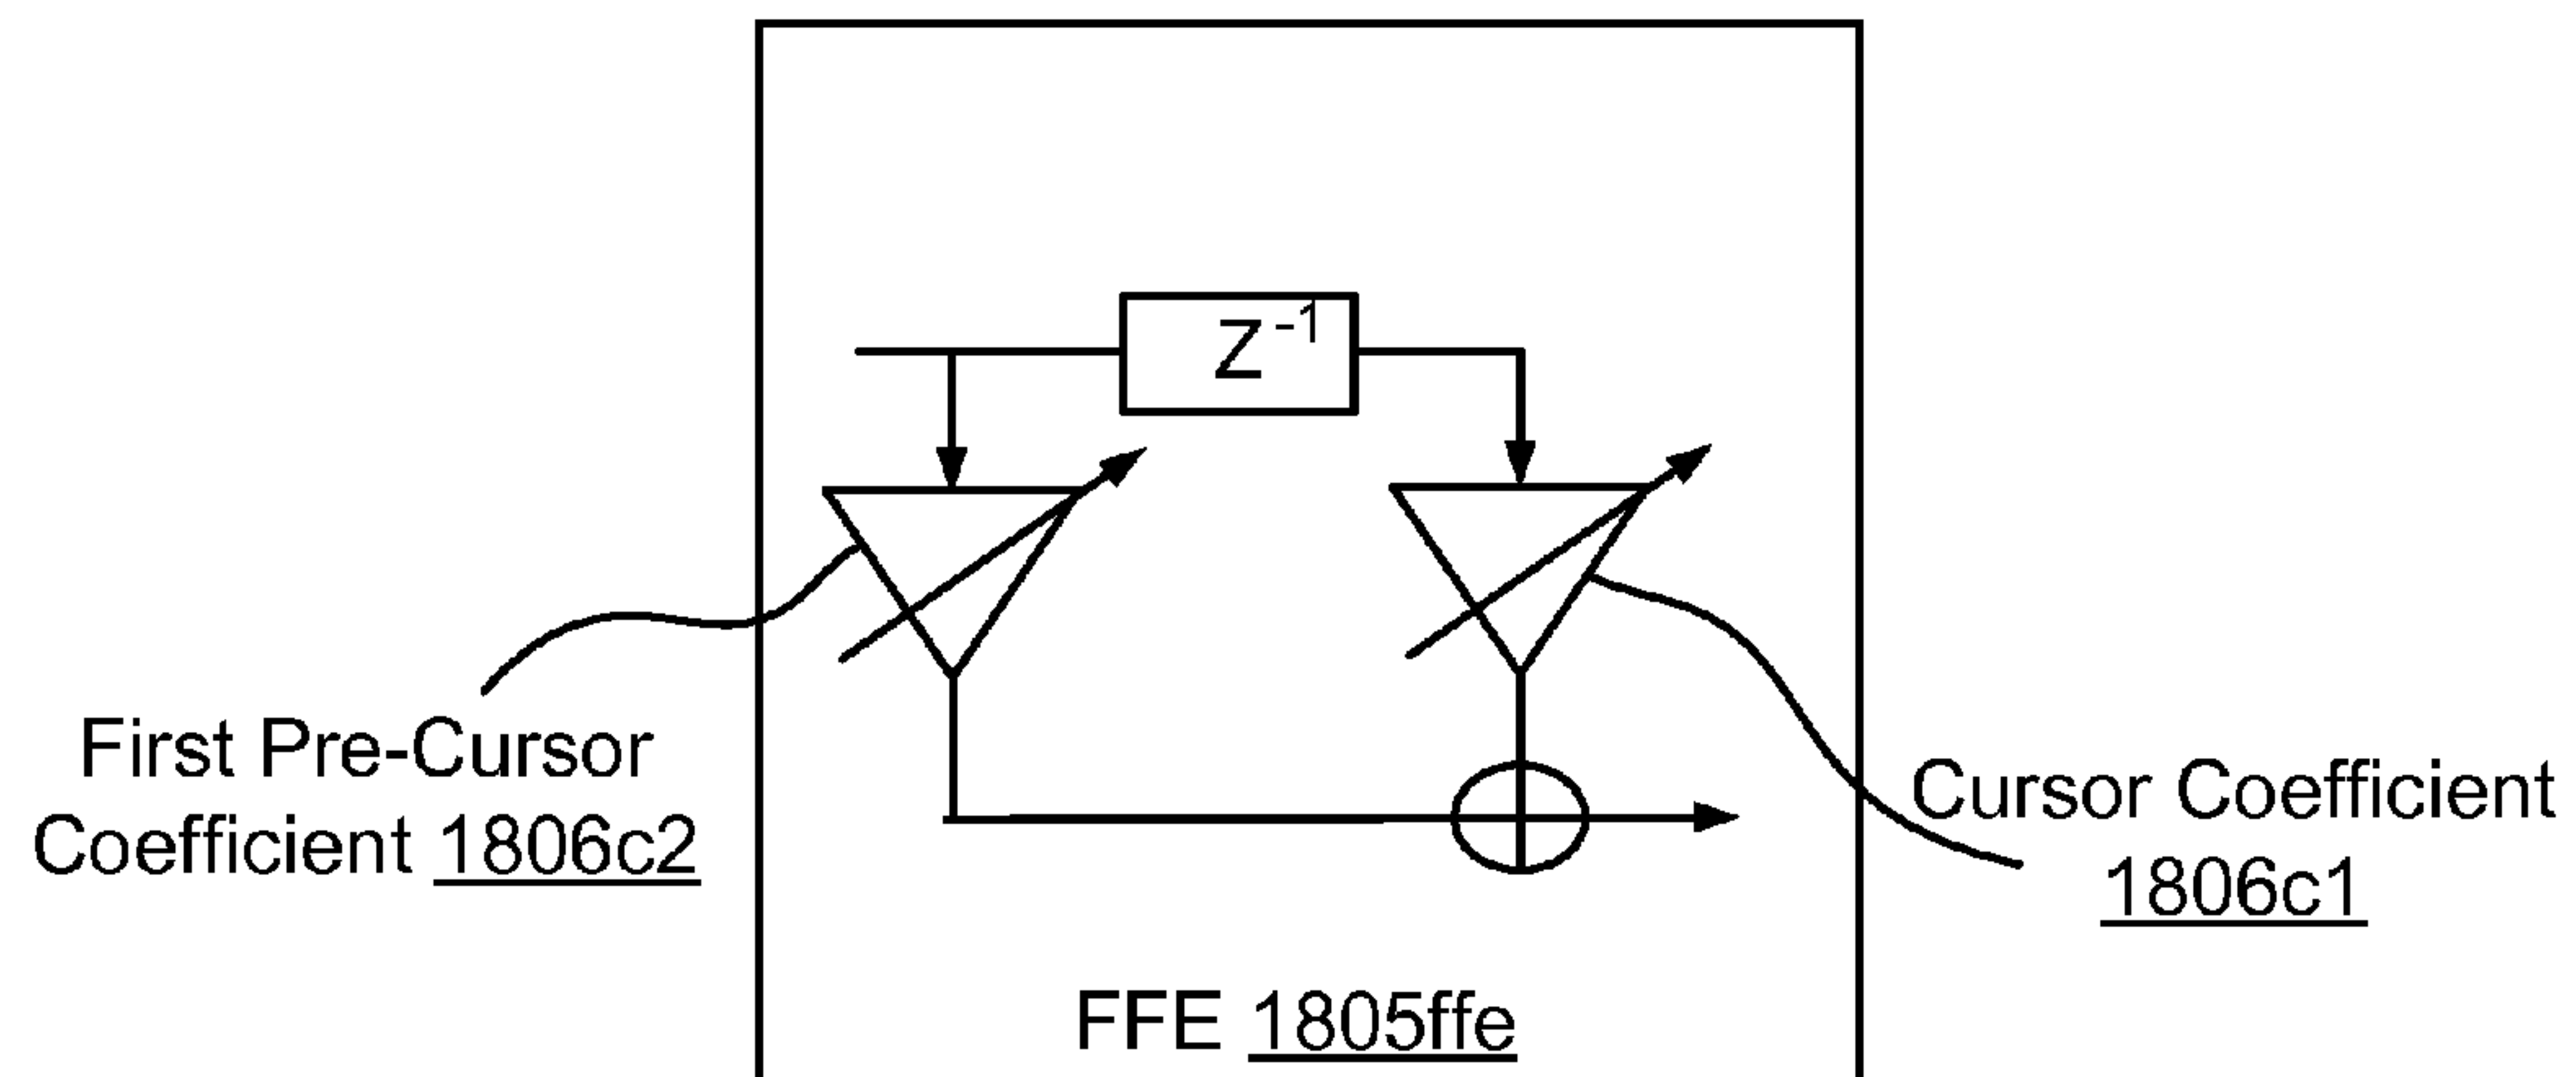 Z⁻¹
First Pre-Cursor
Coefficient 1806c2
Cursor Coefficient
1806c1
FFE 1805ffe